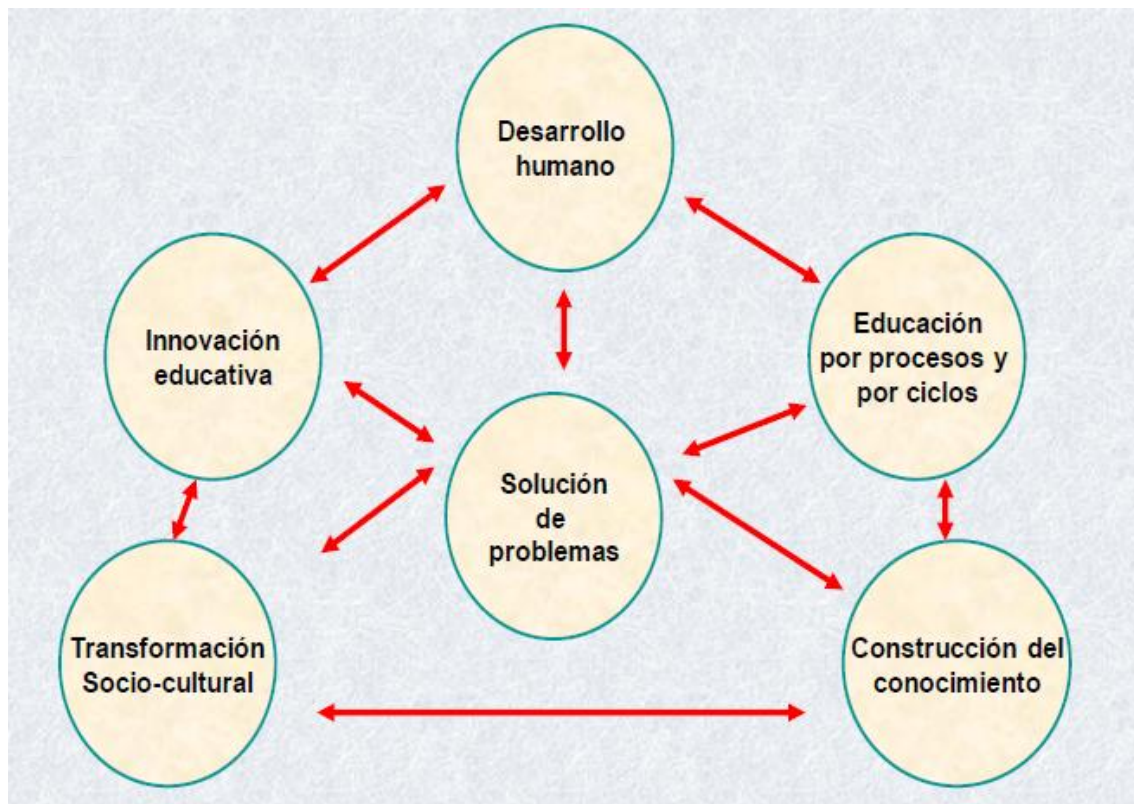 Desarrollo
humano
Innovación
educativa
Educación
por procesos y
por ciclos
Solución
de
problemas
Transformación
Socio-cultural
Construcción del
conocimiento